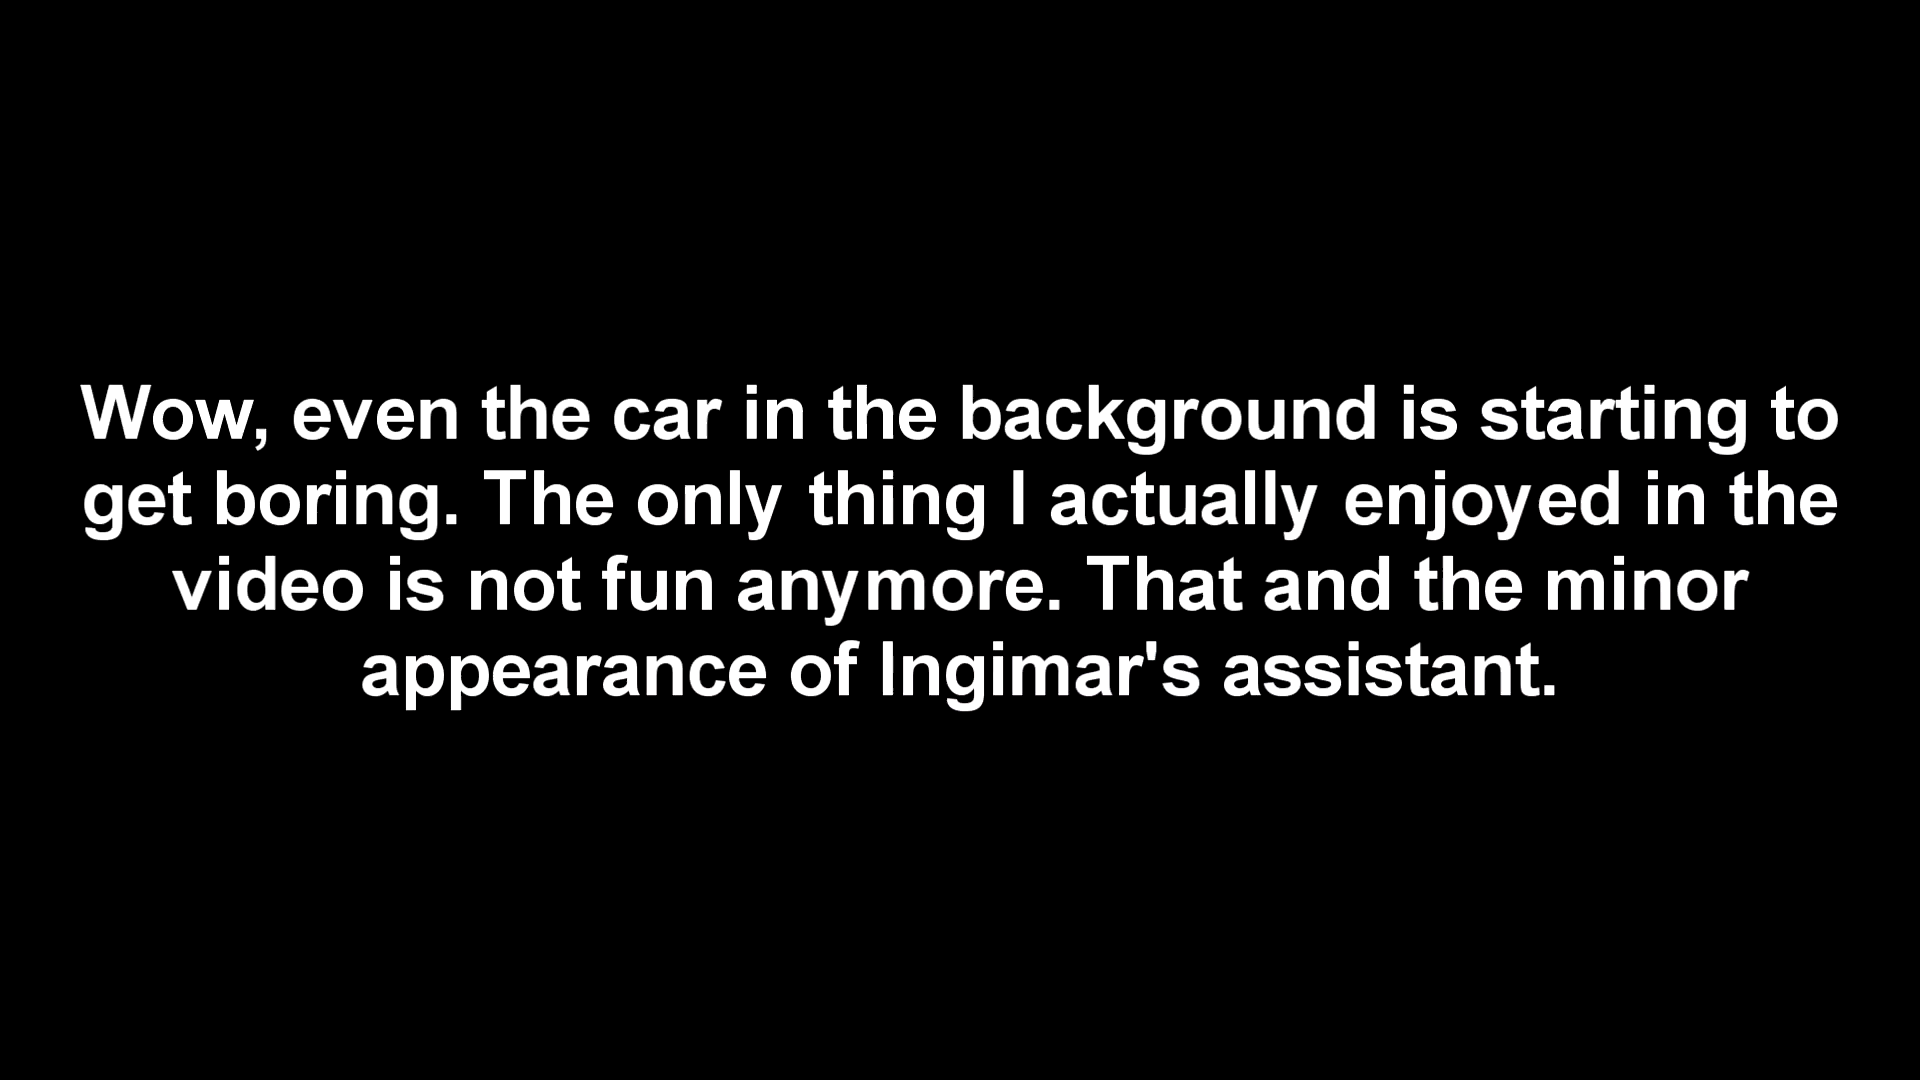 Wow, even the car in the background is starting to
get boring. The only thing I actually enjoyed in the
video is not fun anymore. That and the minor
appearance of Ingimar's assistant.